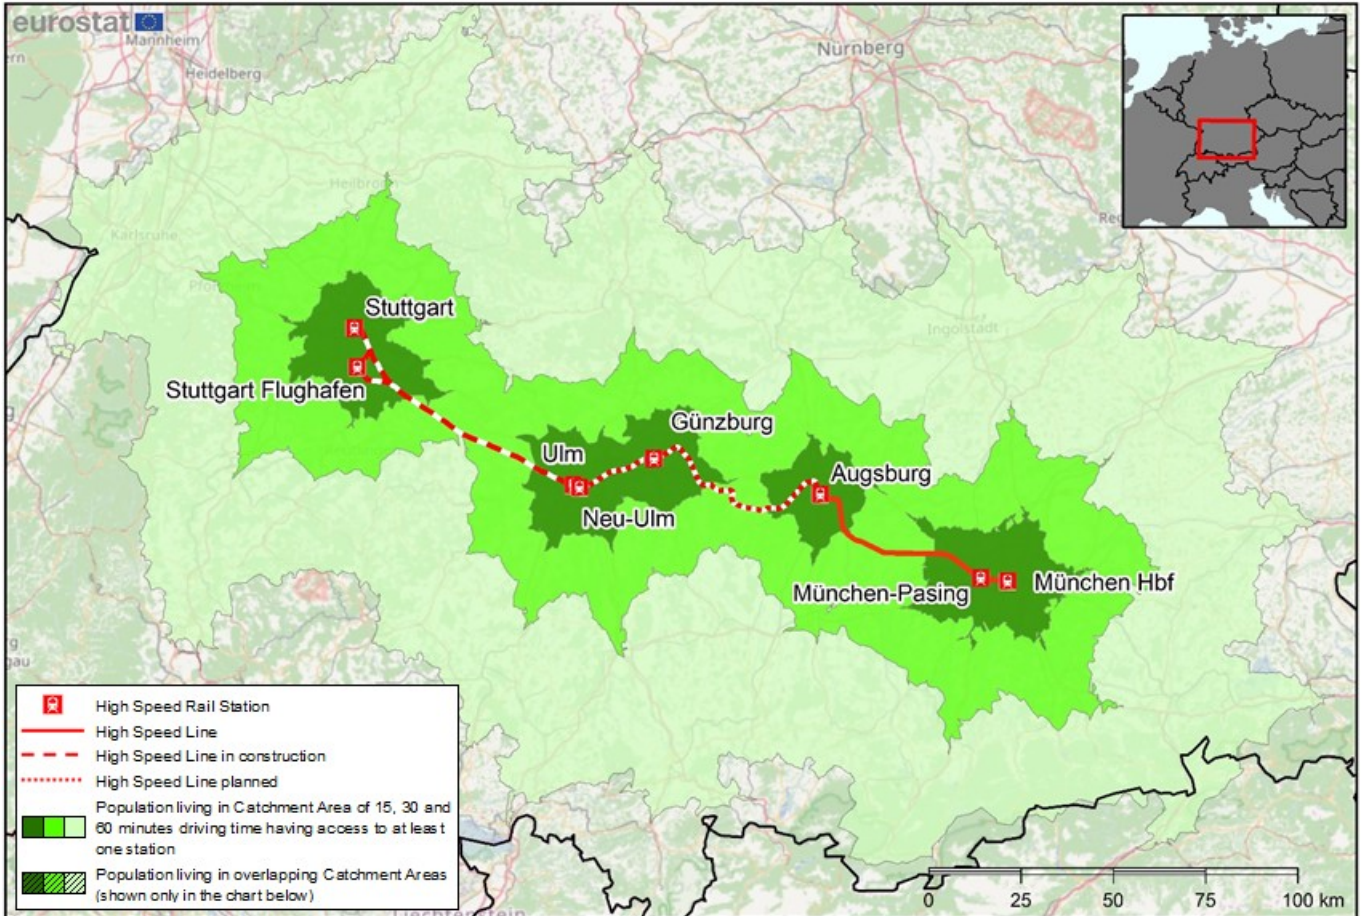 eurostat
Mannheim
Heidelberg
Nürnberg
Heilbronn
Karlsruhe
Ingolstadt
Stuttgart
Stuttgart Flughafen
Günzburg
Ulm
Augsburg
Neu-Ulm
München-Pasing
München Hbf
High Speed Rail Station
High Speed Line
High Speed Line in construction
High Speed Line planned
Population living in Catchment Area of 15, 30 and
60 minutes driving time having access to at least
one station
Population living in overlapping Catchment Areas
(shown only in the chart below)
0 25 50 75 100 km
Liechtenstein